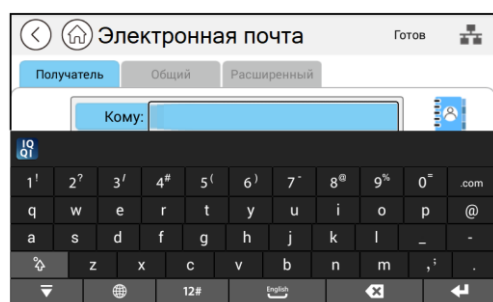 Электронная почта Готов
Получатель Общий Расширенный
Кому:
IQQI
1! 2? 3/ 4# 5( 6) 7- 8@ 9% 0= .com
q w e r t y u i o p @
a s d f g h j k l _ -
z x c v b n m ,; .
12# English